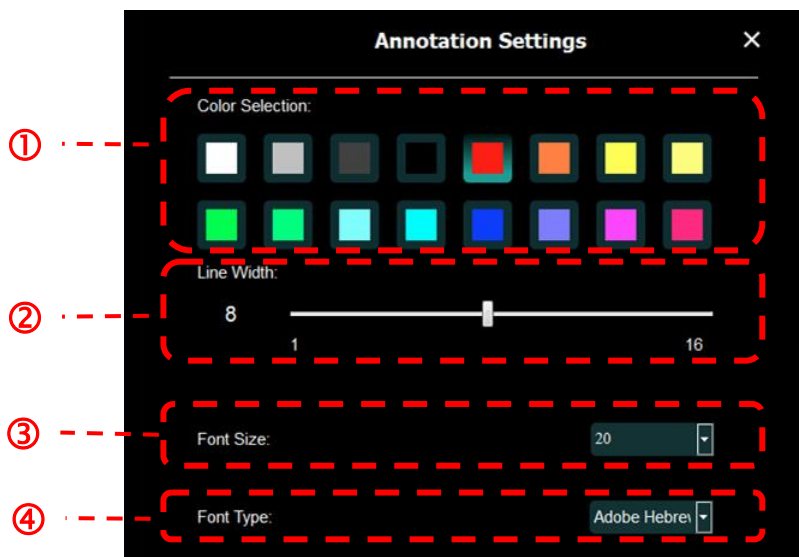 Annotation Settings ×
① Color Selection:
② Line Width:
8
1 16
③ Font Size: 20
④ Font Type: Adobe Hebrew